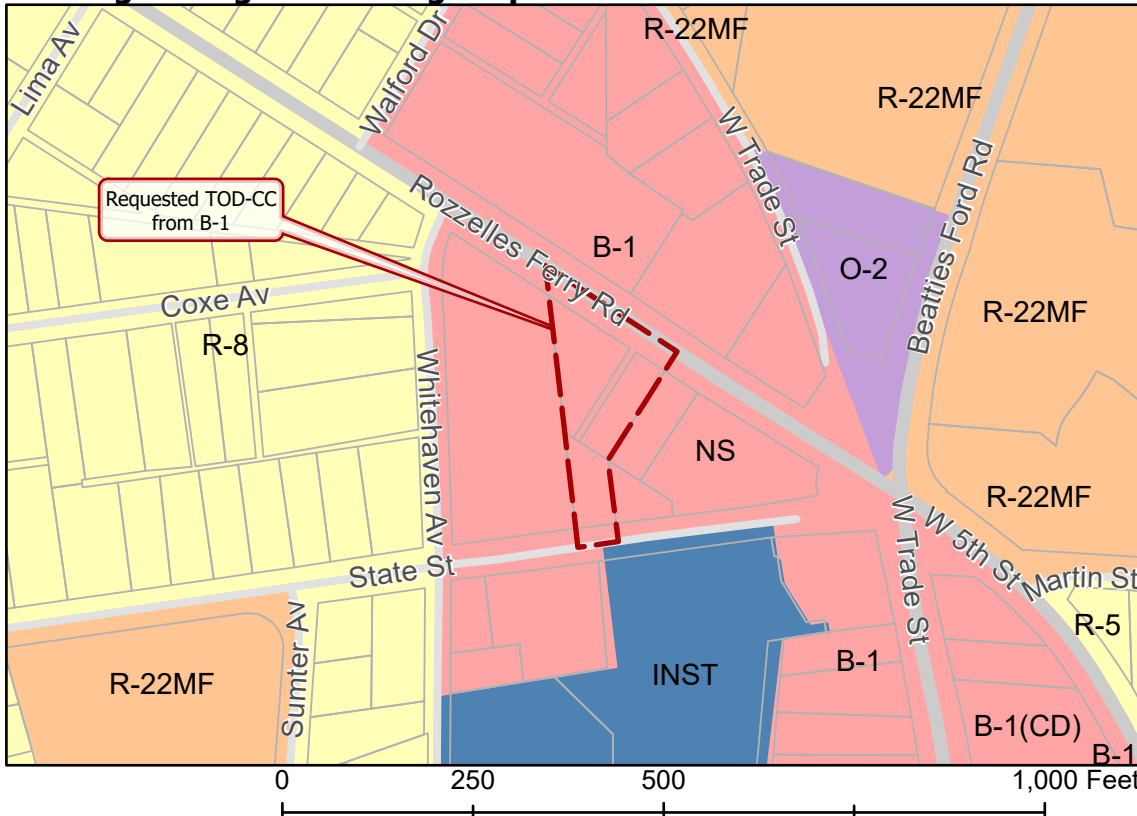 R-22MF
Lima Av
Walford Dr
R-22MF
W Trade St
Requested TOD-CC
from B-1
Rozzelles Ferry Rd
B-1
O-2
Beatties Ford Rd
Coxe Av
R-22MF
R-8
Whitehaven Av
NS
R-22MF
W 5th St
State St
Martin St
W Trade St
R-5
Sumter Av
R-22MF
INST
B-1
B-1(CD)
B-1
0 250 500 1,000 Feet